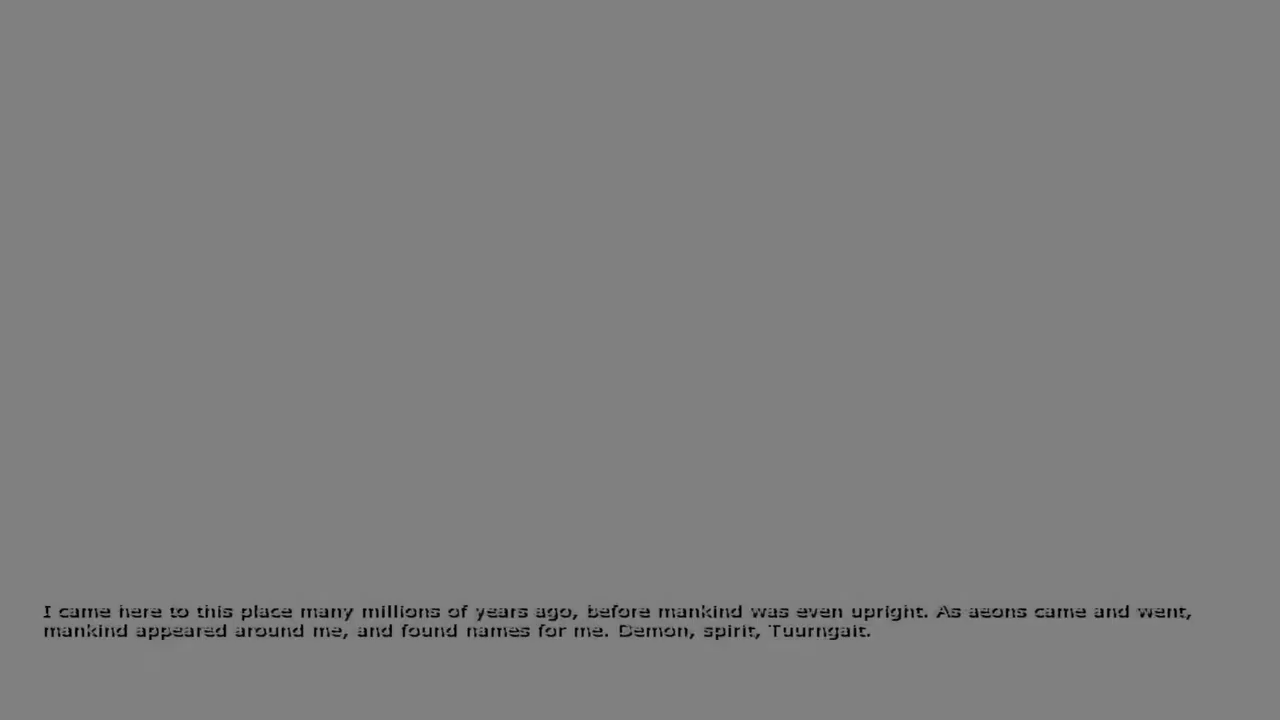 I came here to this place many millions of years ago, before mankind was even upright. As aeons came and went,
mankind appeared around me, and found names for me. Demon, spirit, Tuurngait.